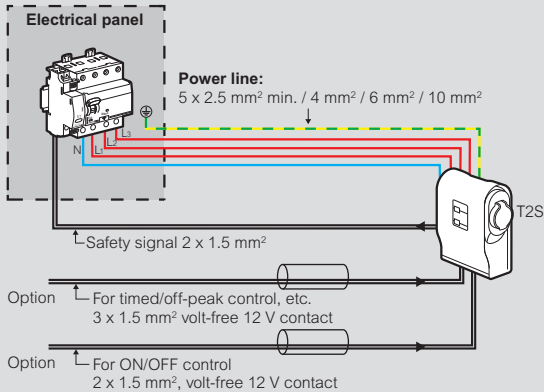 Electrical panel
Power line:
5 x 2.5 mm² min. / 4 mm² / 6 mm² / 10 mm²
L3
L2
L1
N
T2S
Safety signal 2 x 1.5 mm²
Option
For timed/off-peak control, etc.
3 x 1.5 mm² volt-free 12 V contact
Option
For ON/OFF control
2 x 1.5 mm², volt-free 12 V contact